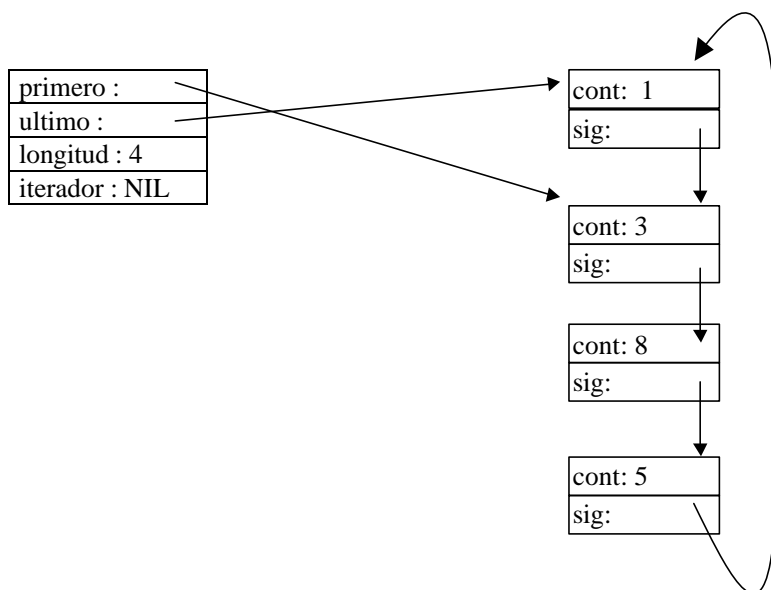 primero :
ultimo :
longitud : 4
iterador : NIL
cont: 1
sig:
cont: 3
sig:
cont: 8
sig:
cont: 5
sig: